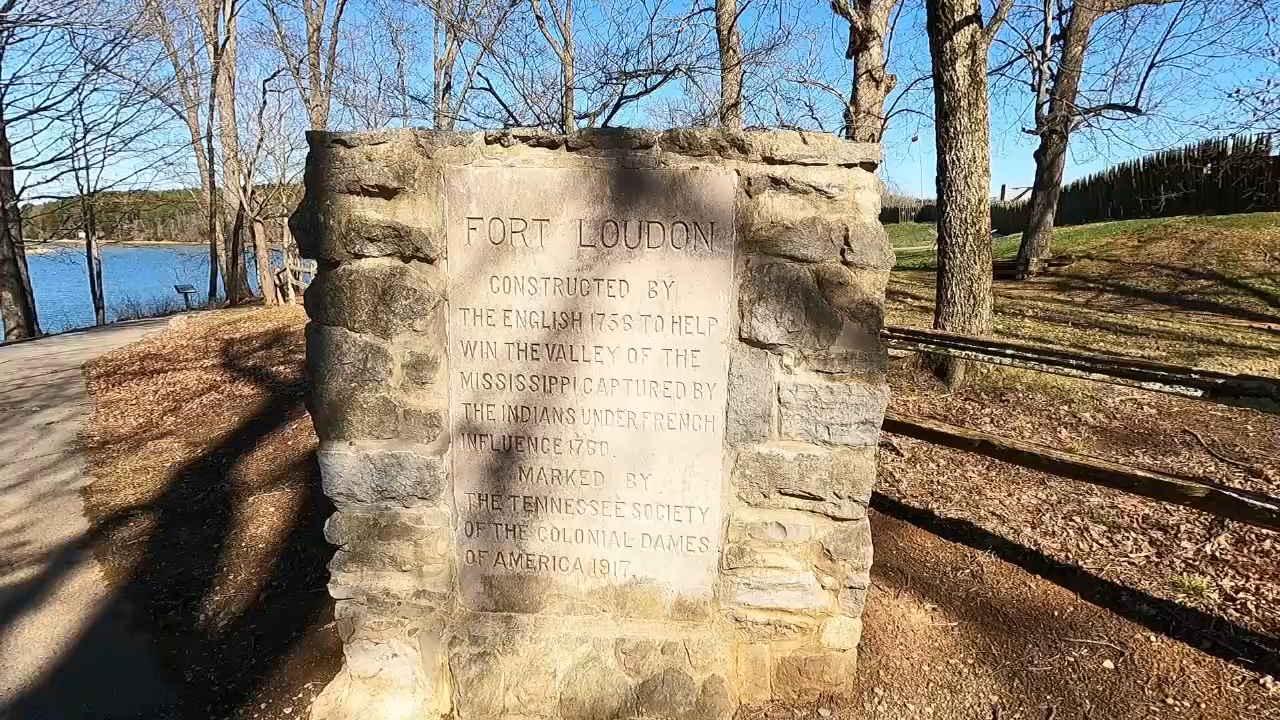 FORT LOUDON
CONSTRUCTED BY
THE ENGLISH 1756 TO HELP
WIN THE VALLEY OF THE
MISSISSIPPI, CAPTURED BY
THE INDIANS UNDER FRENCH
INFLUENCE 1760.
MARKED BY
THE TENNESSEE SOCIETY
OF THE COLONIAL DAMES
OF AMERICA 1917.